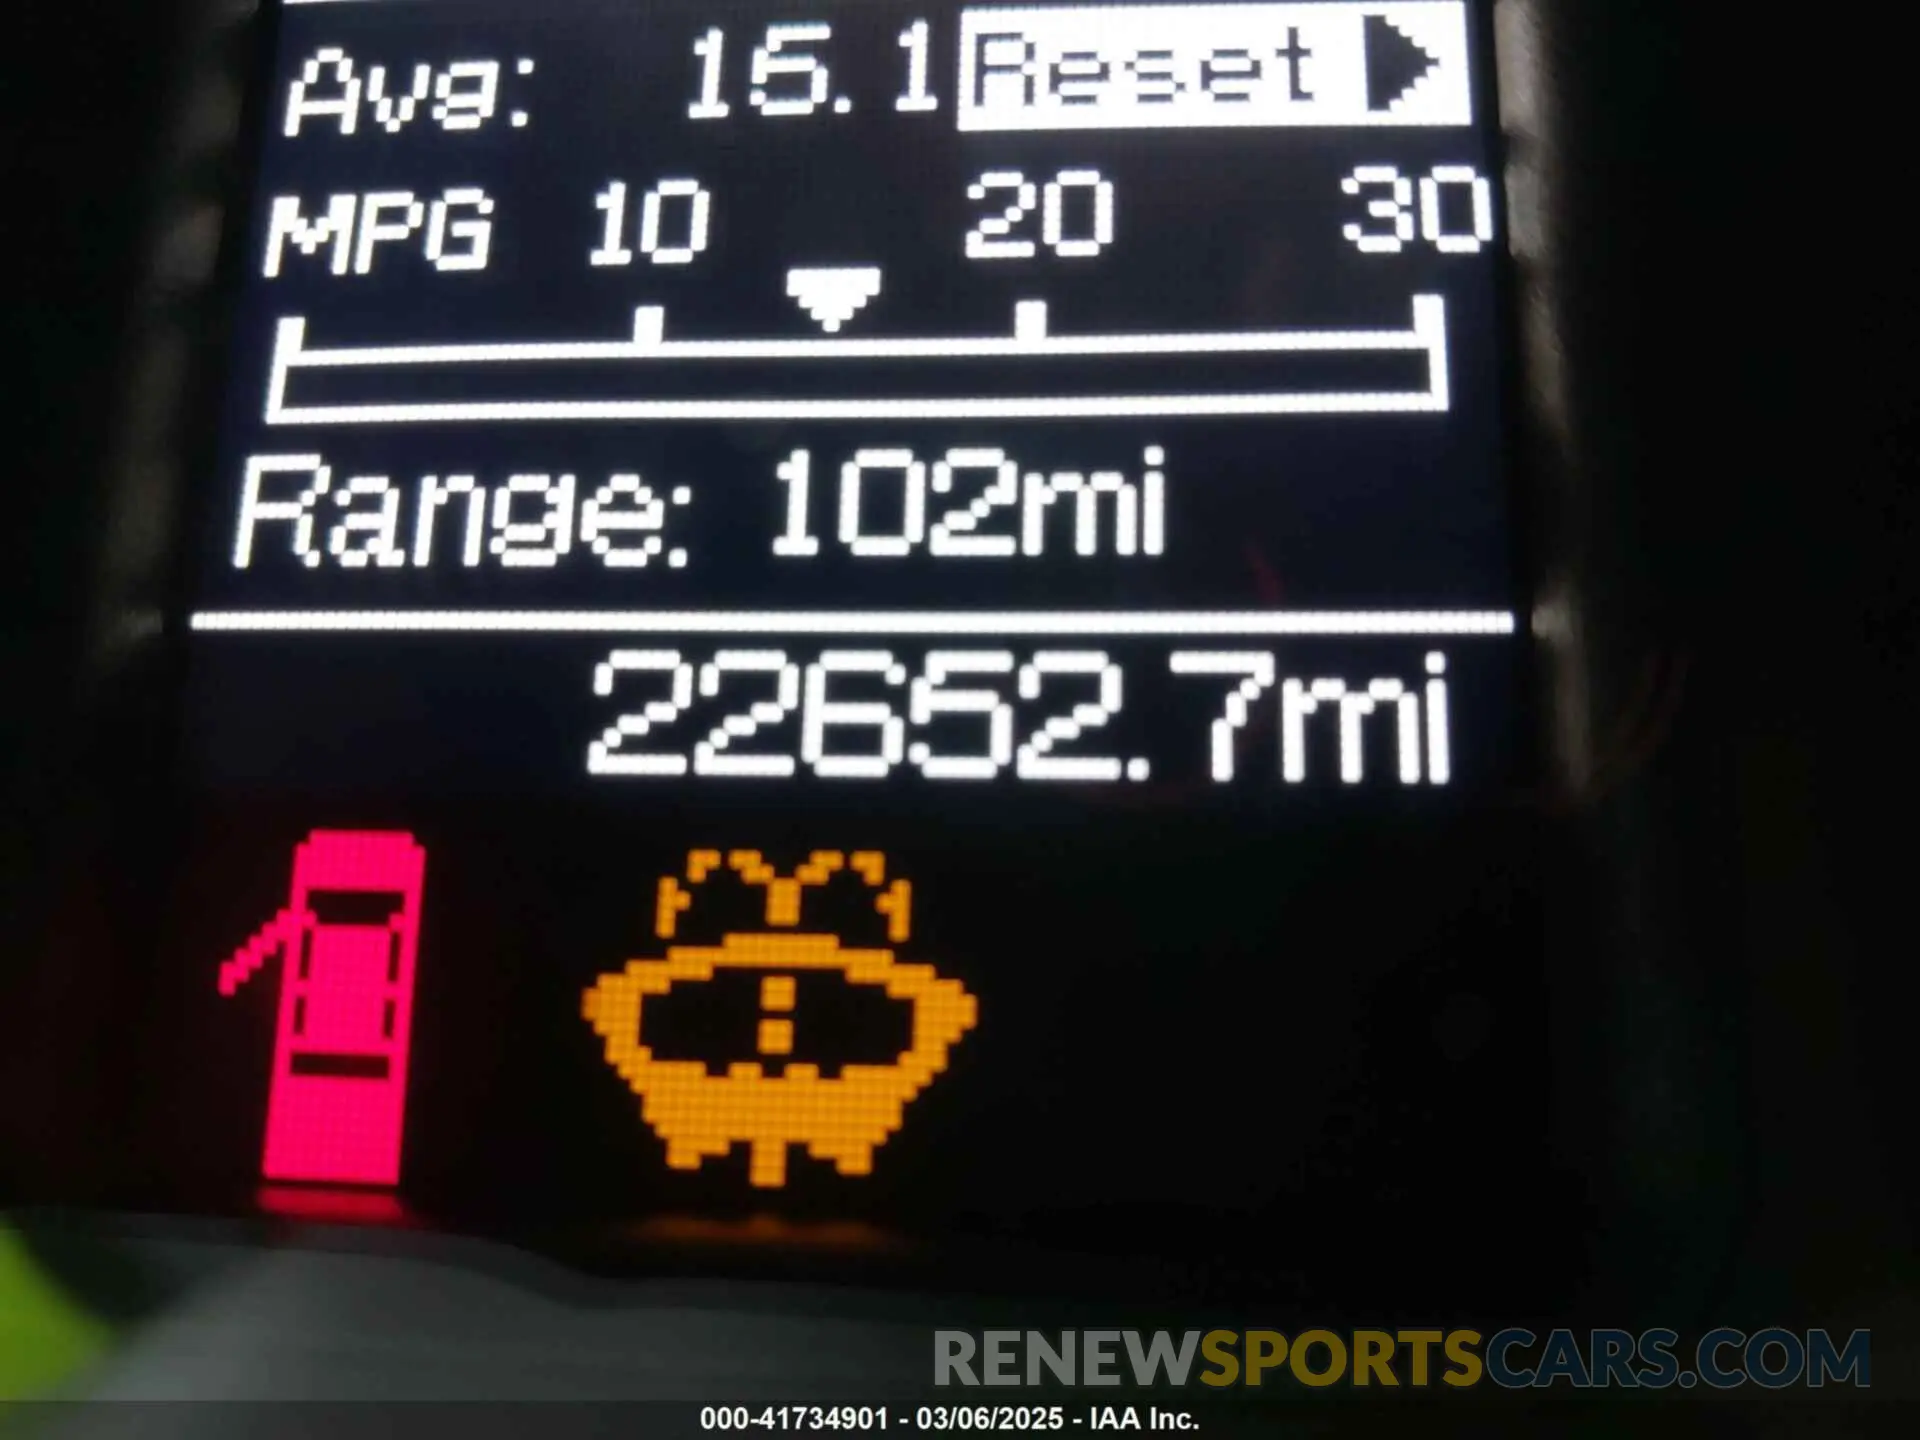 Avg: 15.1 Reset
MPG 10 20 30
Range: 102mi
22652.7mi
RENEWSPORTSCARS.COM
000-41734901 - 03/06/2025 - IAA Inc.